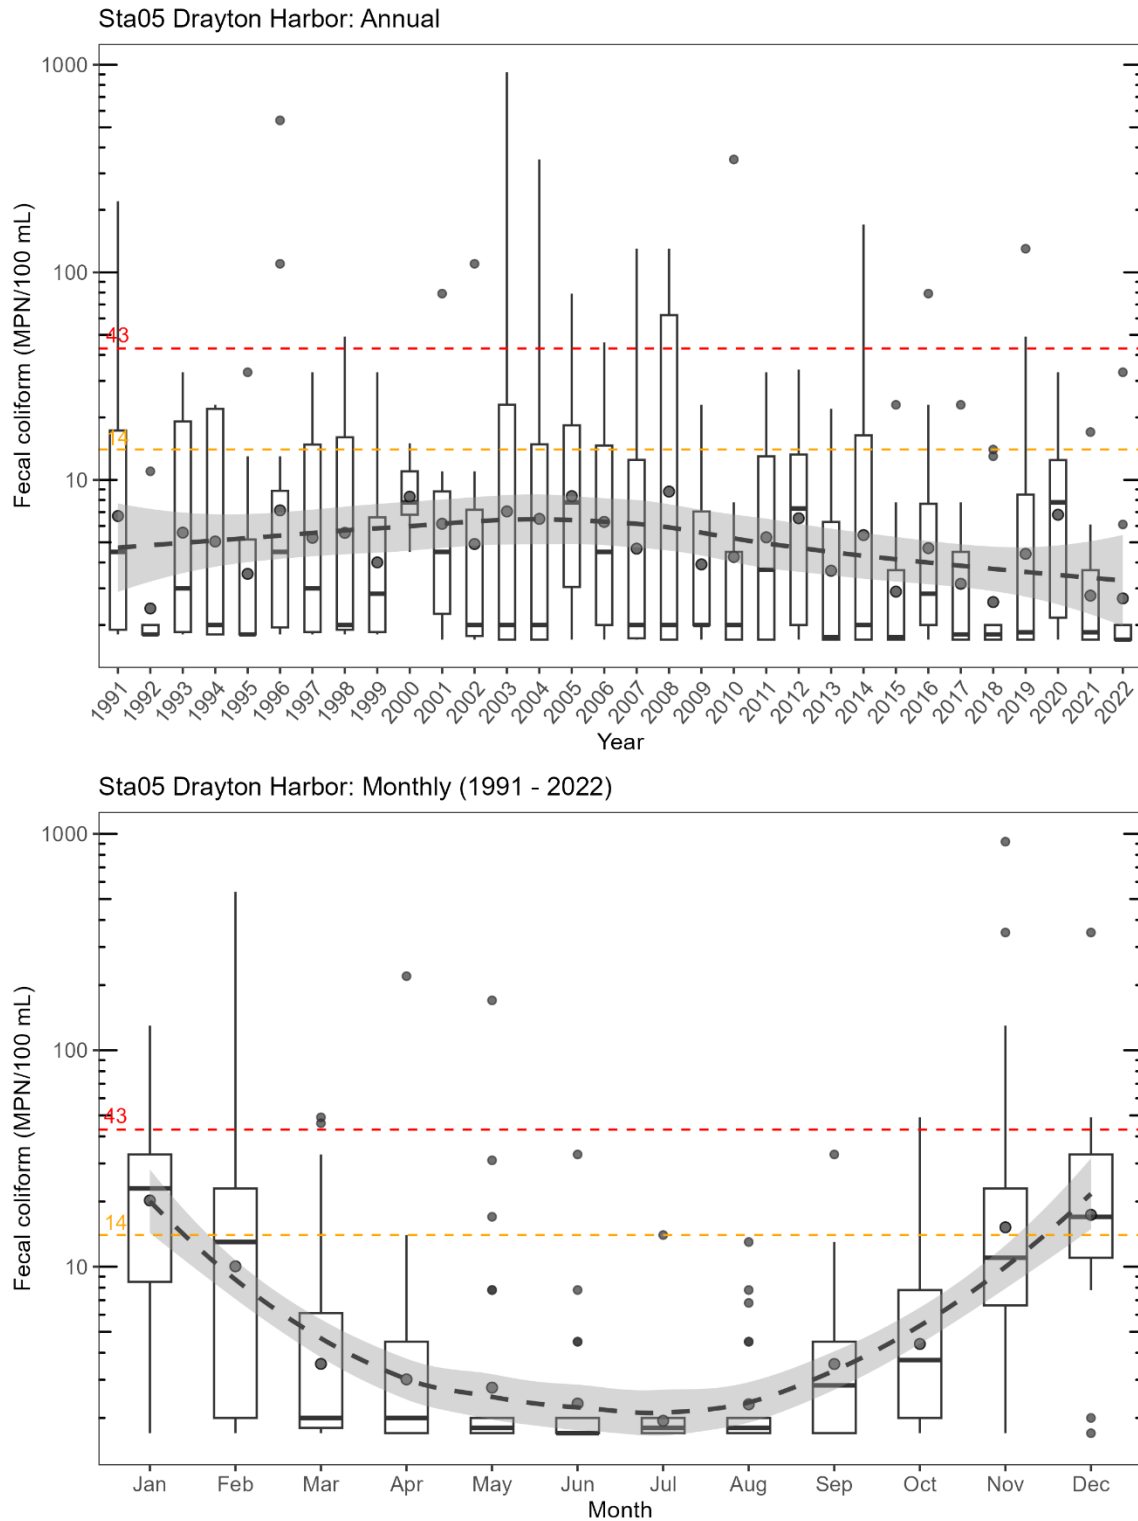 Sta05 Drayton Harbor: Annual
Fecal coliform (MPN/100 mL)
1000
100
43
14
10
1991 1992 1993 1994 1995 1996 1997 1998 1999 2000 2001 2002 2003 2004 2005 2006 2007 2008 2009 2010 2011 2012 2013 2014 2015 2016 2017 2018 2019 2020 2021 2022
Year
Sta05 Drayton Harbor: Monthly (1991 - 2022)
Fecal coliform (MPN/100 mL)
1000
100
43
14
10
Jan Feb Mar Apr May Jun Jul Aug Sep Oct Nov Dec
Month